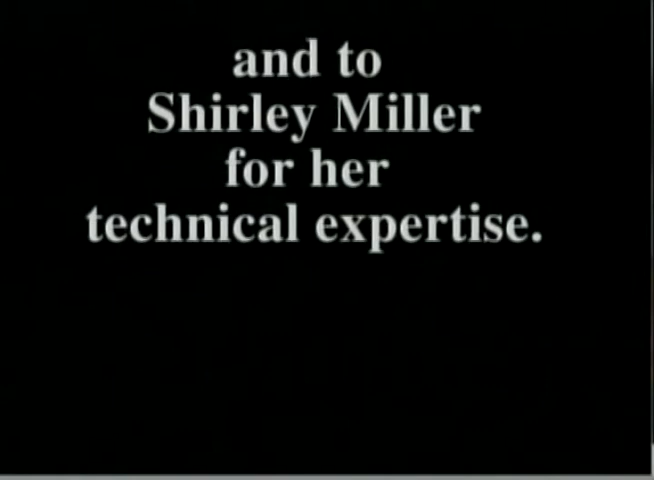 and to
Shirley Miller
for her
technical expertise.